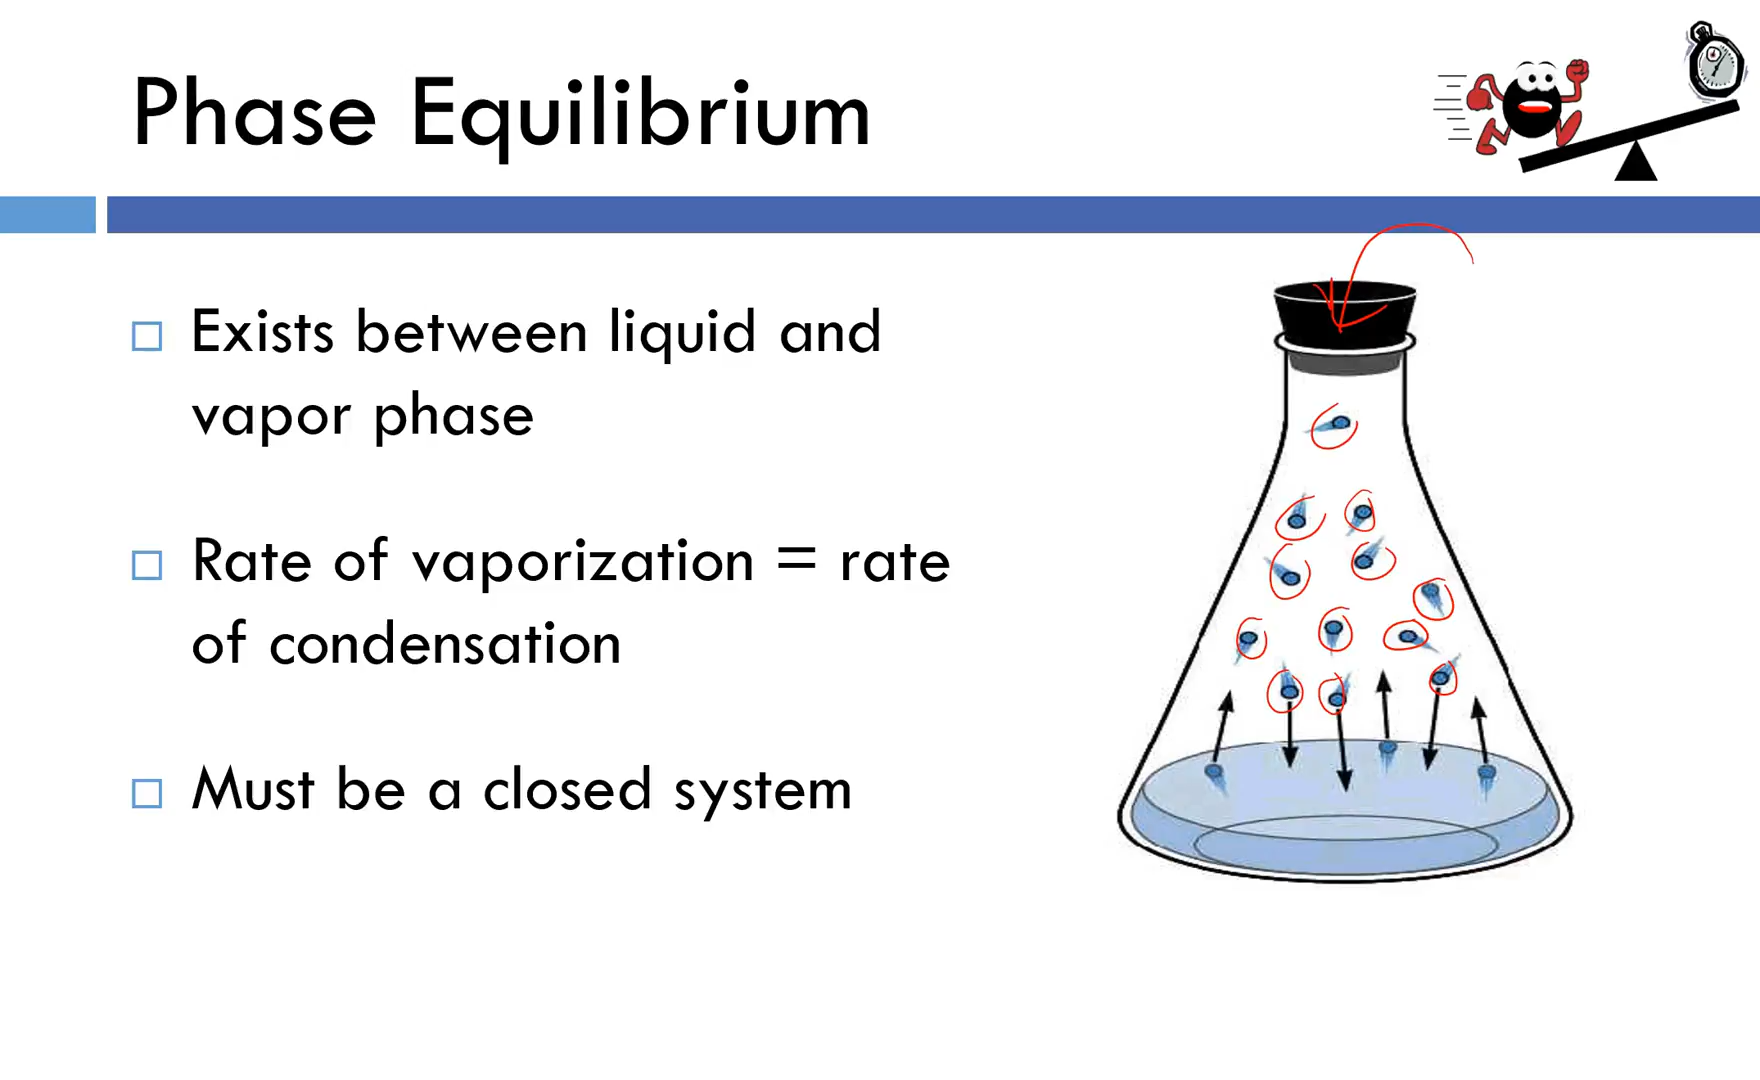 Phase Equilibrium
Exists between liquid and
vapor phase
Rate of vaporization = rate
of condensation
Must be a closed system